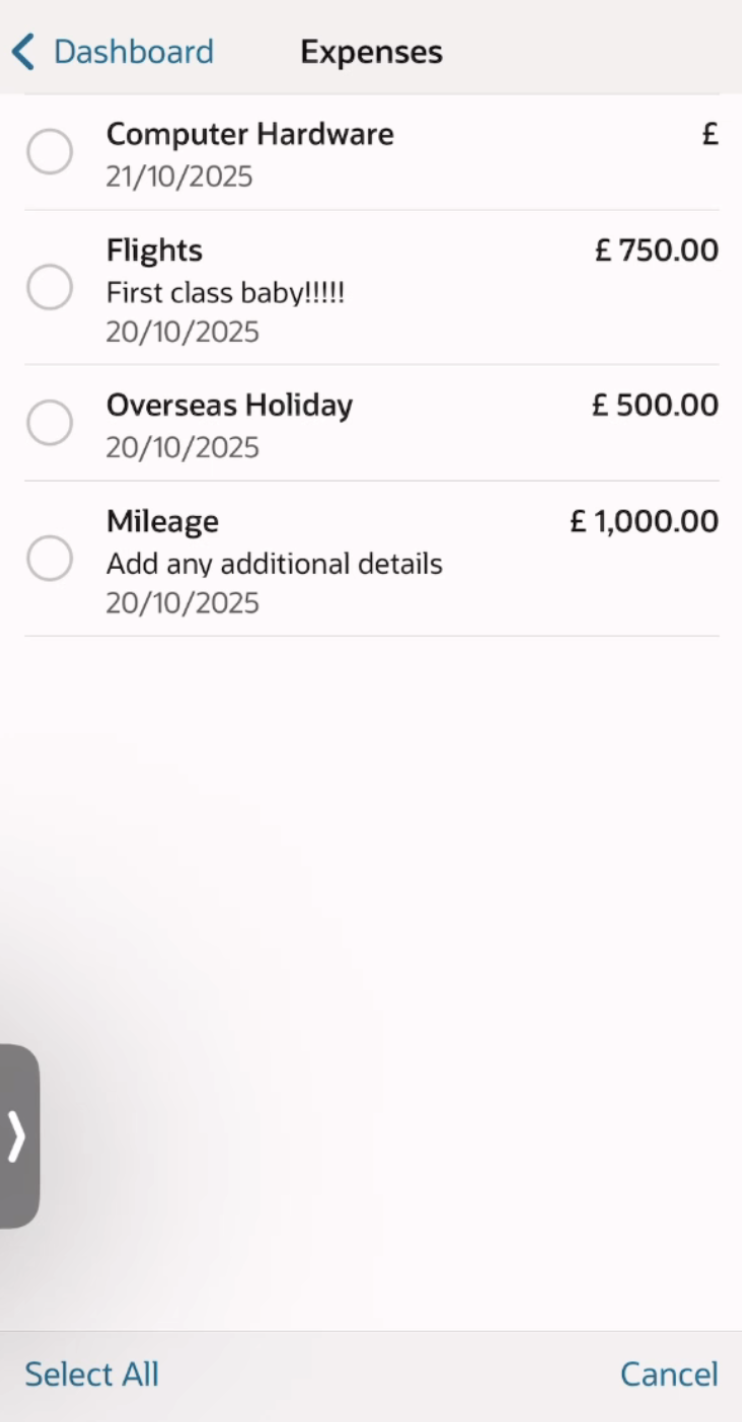 Dashboard Expenses
Computer Hardware £
21/10/2025
Flights £ 750.00
First class baby!!!!!
20/10/2025
Overseas Holiday £ 500.00
20/10/2025
Mileage £ 1,000.00
Add any additional details
20/10/2025
Select All Cancel